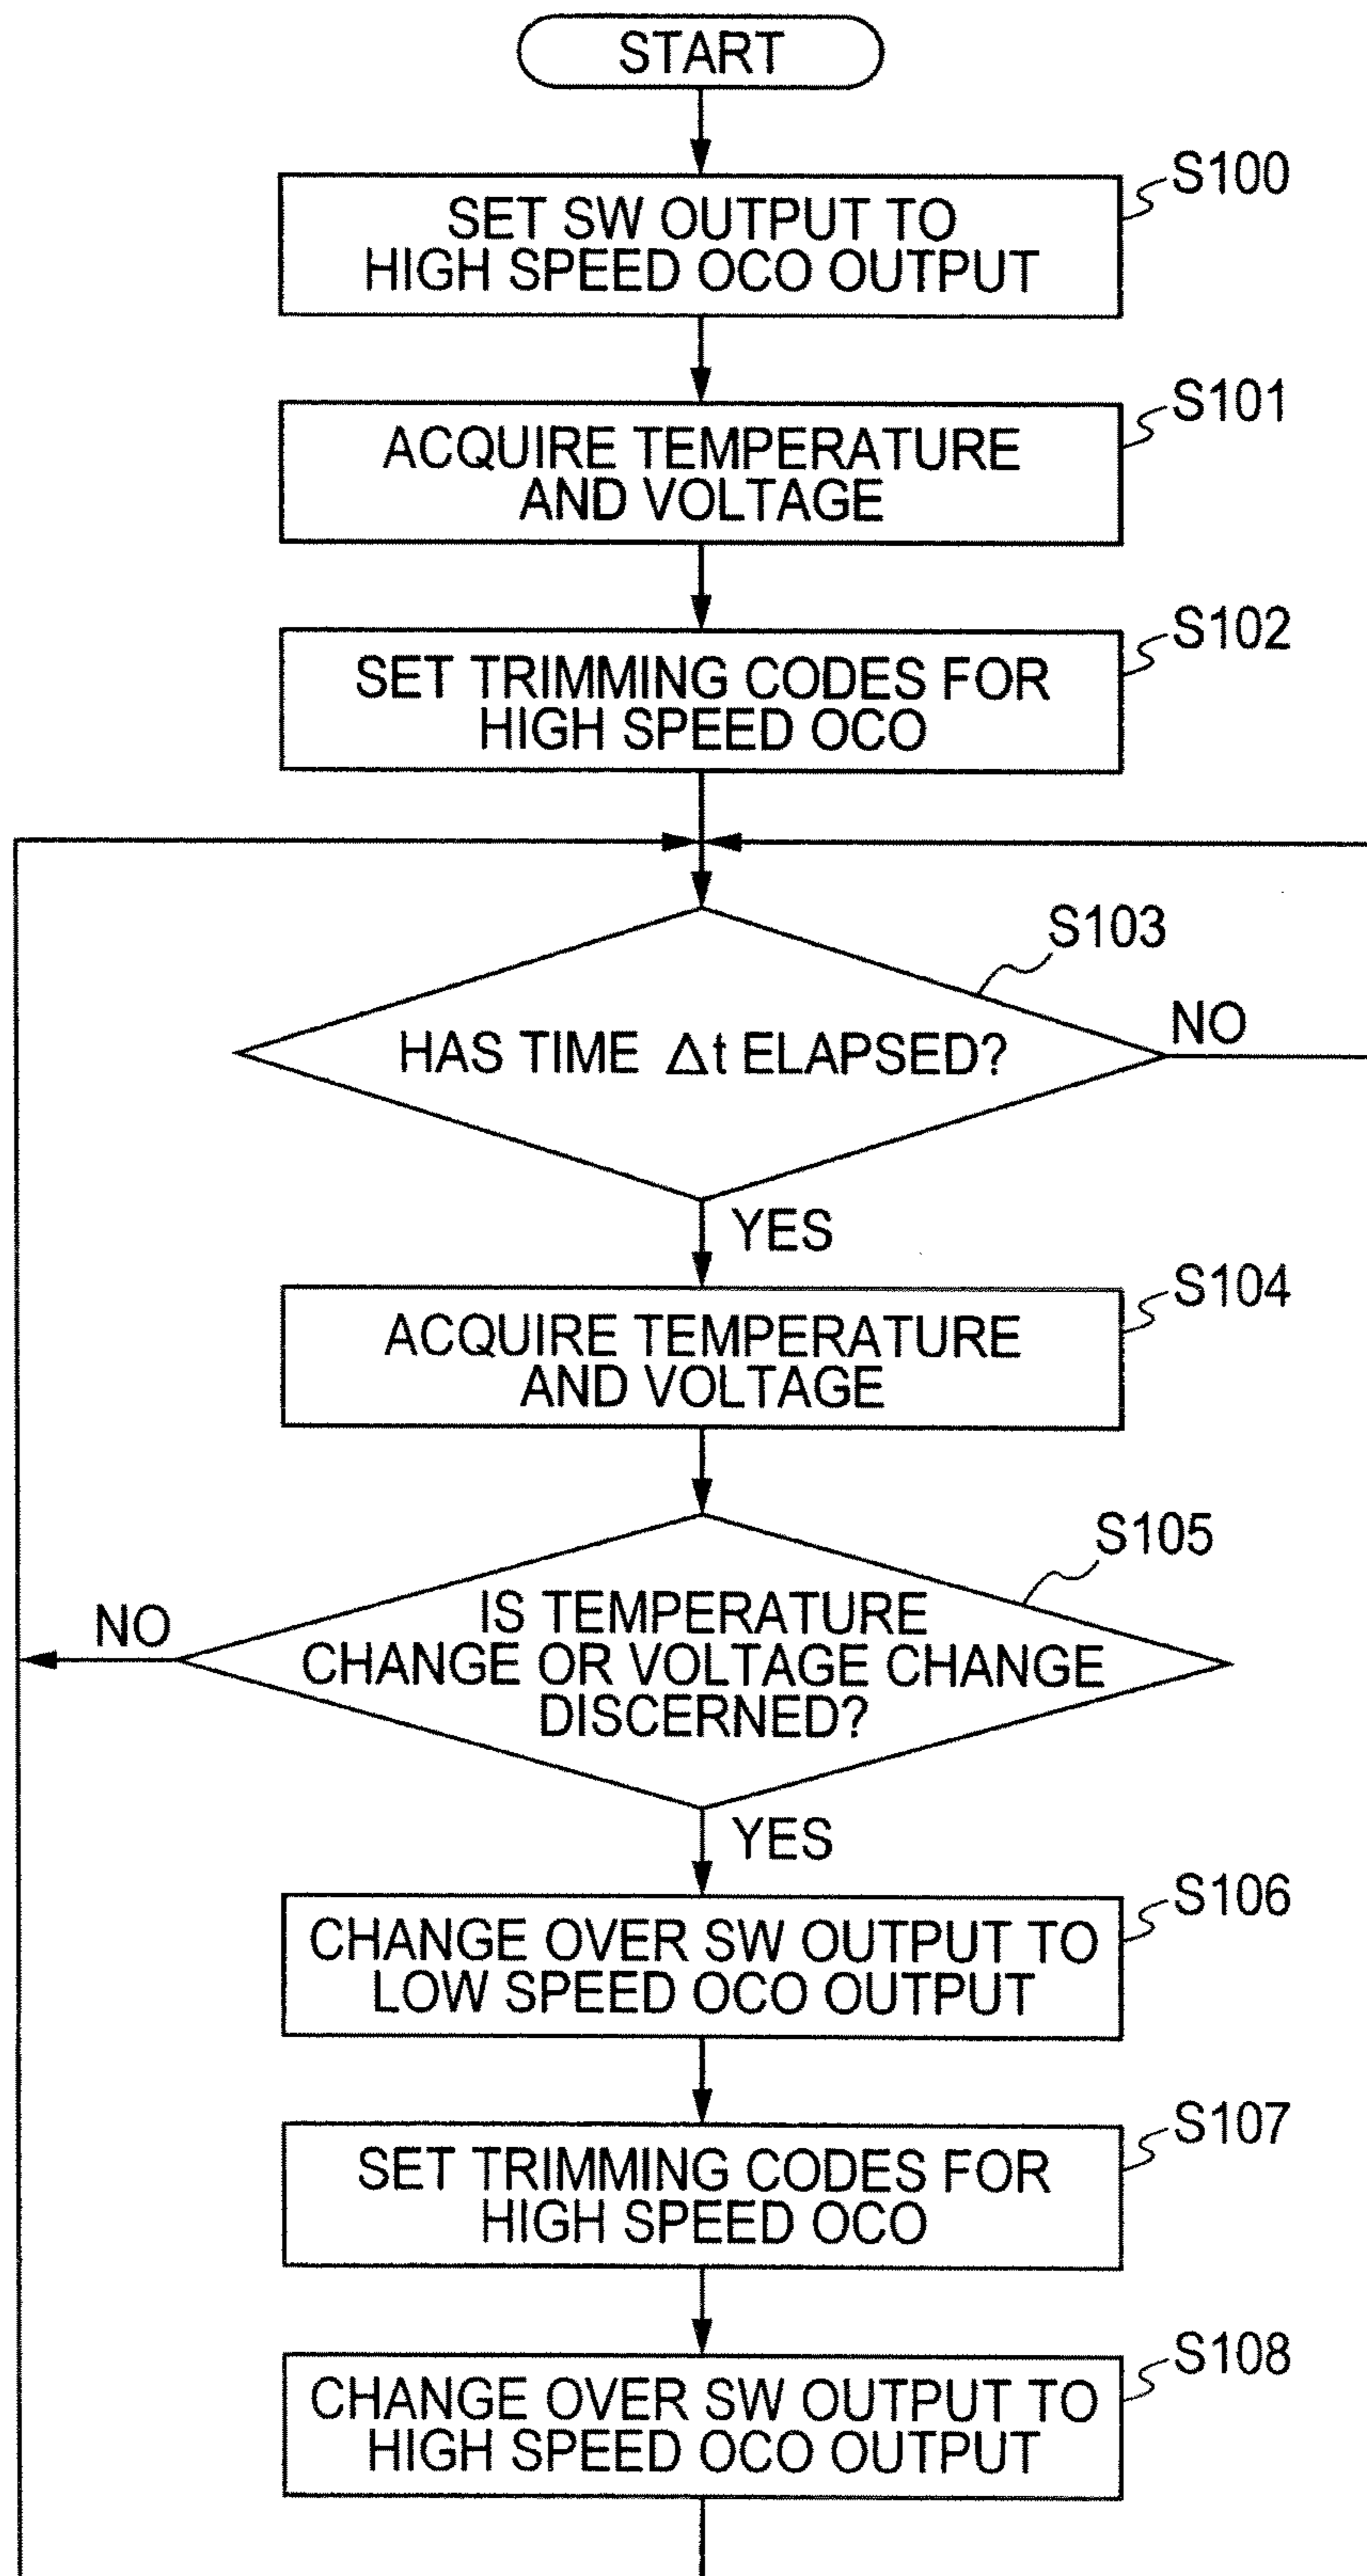 START
S100
SET SW OUTPUT TO
HIGH SPEED OCO OUTPUT
S101
ACQUIRE TEMPERATURE
AND VOLTAGE
S102
SET TRIMMING CODES FOR
HIGH SPEED OCO
S103
HAS TIME Δt ELAPSED?
NO
YES
S104
ACQUIRE TEMPERATURE
AND VOLTAGE
S105
IS TEMPERATURE
CHANGE OR VOLTAGE CHANGE
DISCERNED?
NO
YES
S106
CHANGE OVER SW OUTPUT TO
LOW SPEED OCO OUTPUT
S107
SET TRIMMING CODES FOR
HIGH SPEED OCO
S108
CHANGE OVER SW OUTPUT TO
HIGH SPEED OCO OUTPUT